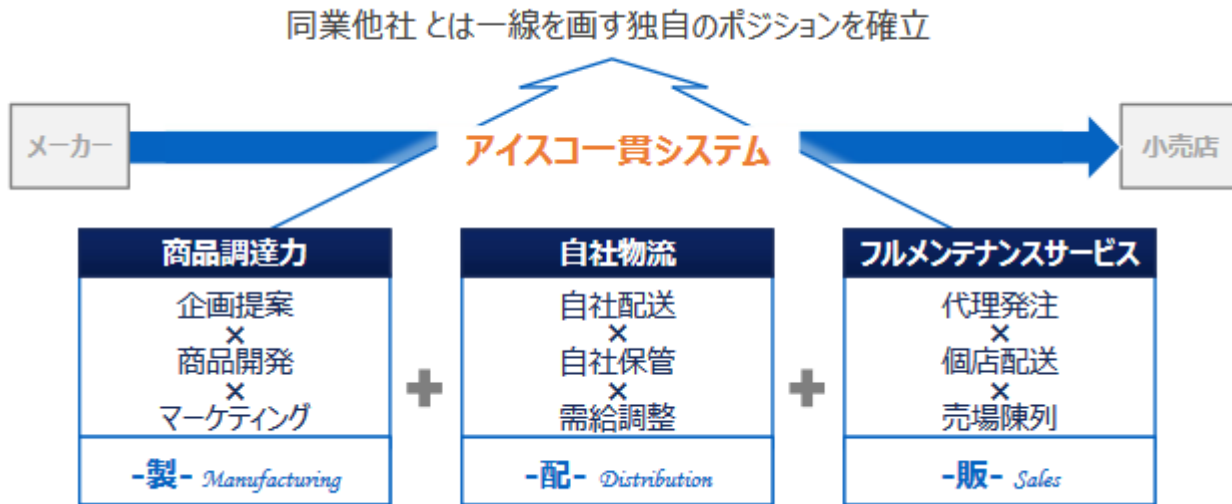 同業他社 とは一線を画す独自のポジションを確立
メーカー
アイスコ一貫システム
小売店
商品調達力
企画提案
×
商品開発
×
マーケティング
-製- Manufacturing
+
自社物流
自社配送
×
自社保管
×
需給調整
-配- Distribution
+
フルメンテナンスサービス
代理発注
×
個店配送
×
売場陳列
-販- Sales